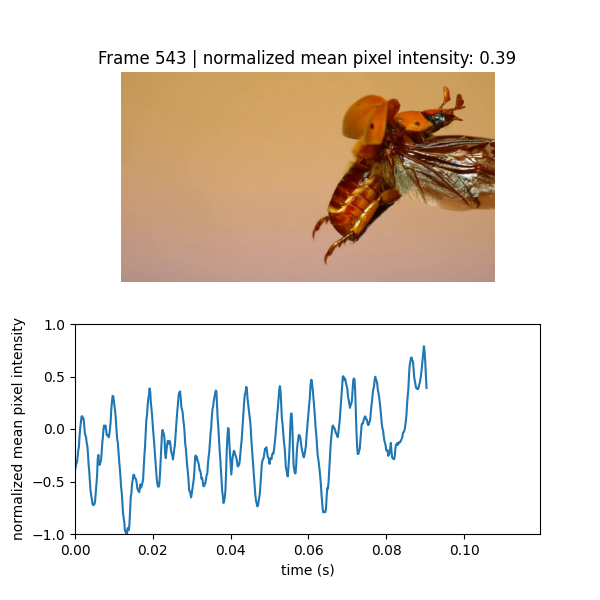 Frame 543 | normalized mean pixel intensity: 0.39
normalized mean pixel intensity
1.0
0.5
0.0
−0.5
−1.0
0.00 0.02 0.04 0.06 0.08 0.10
time (s)